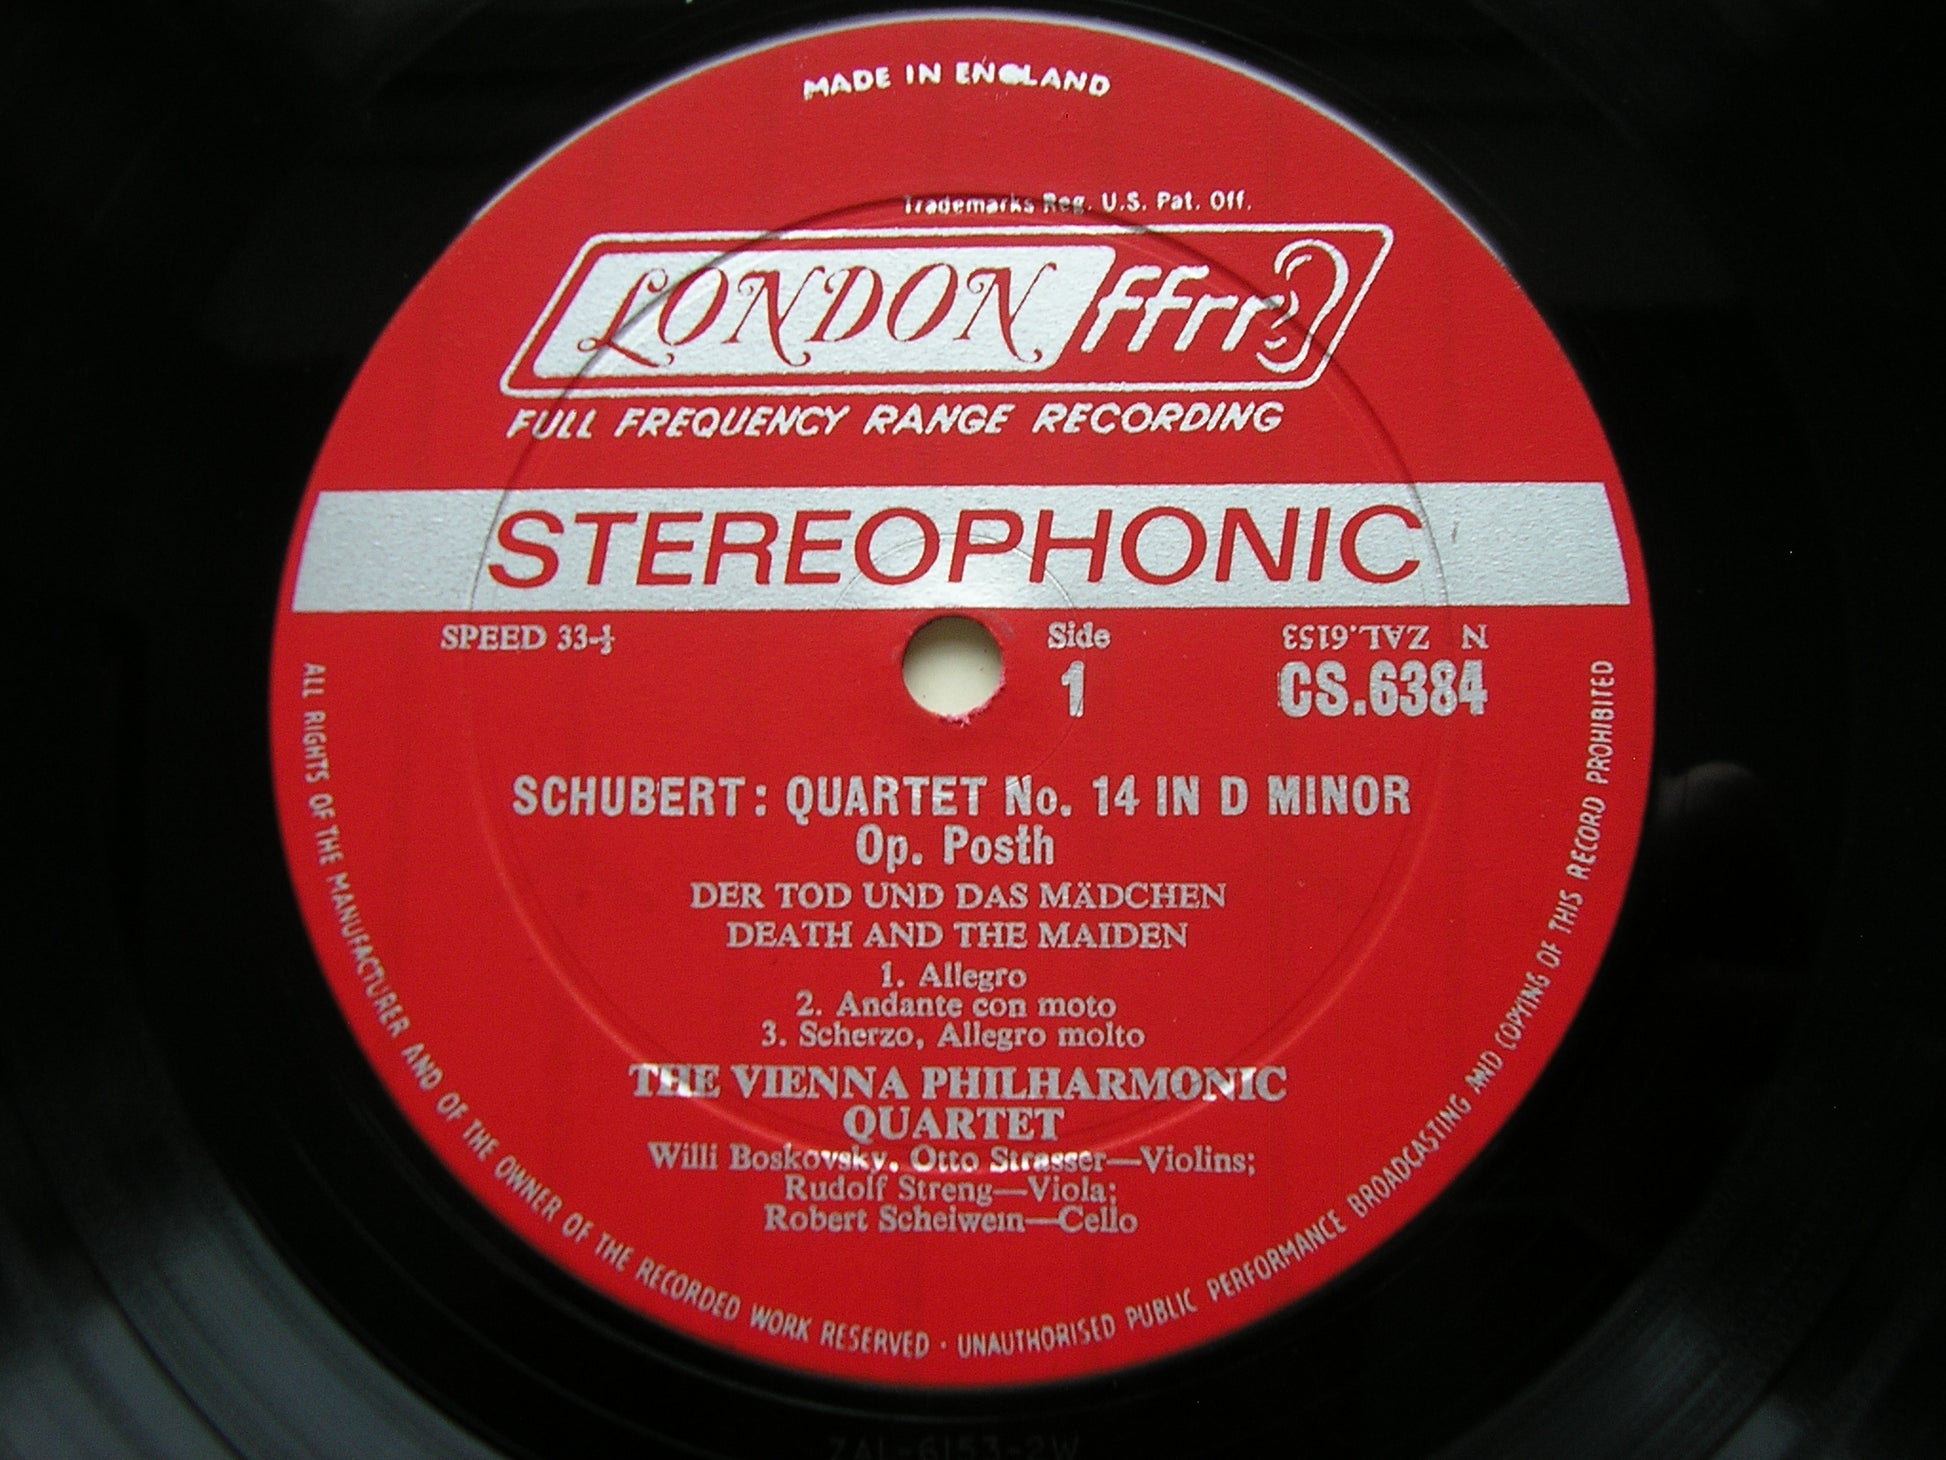 MADE IN ENGLAND
Trademarks Reg. U.S. Pat. Off.
LONDON ffrr
FULL FREQUENCY RANGE RECORDING
STEREOPHONIC
SPEED 33-⅓
Side
1
N ZAL.6153
CS.6384
SCHUBERT: QUARTET No. 14 IN D MINOR
Op. Posth
DER TOD UND DAS MÄDCHEN
DEATH AND THE MAIDEN
1. Allegro
2. Andante con moto
3. Scherzo, Allegro molto
THE VIENNA PHILHARMONIC
QUARTET
Willi Boskovsky, Otto Strasser—Violins;
Rudolf Streng—Viola;
Robert Scheiwein—Cello
ALL RIGHTS OF THE MANUFACTURER AND OF THE OWNER OF THE RECORDED WORK RESERVED · UNAUTHORISED PUBLIC PERFORMANCE BROADCASTING AND COPYING OF THIS RECORD PROHIBITED
ZAL-6153-2W